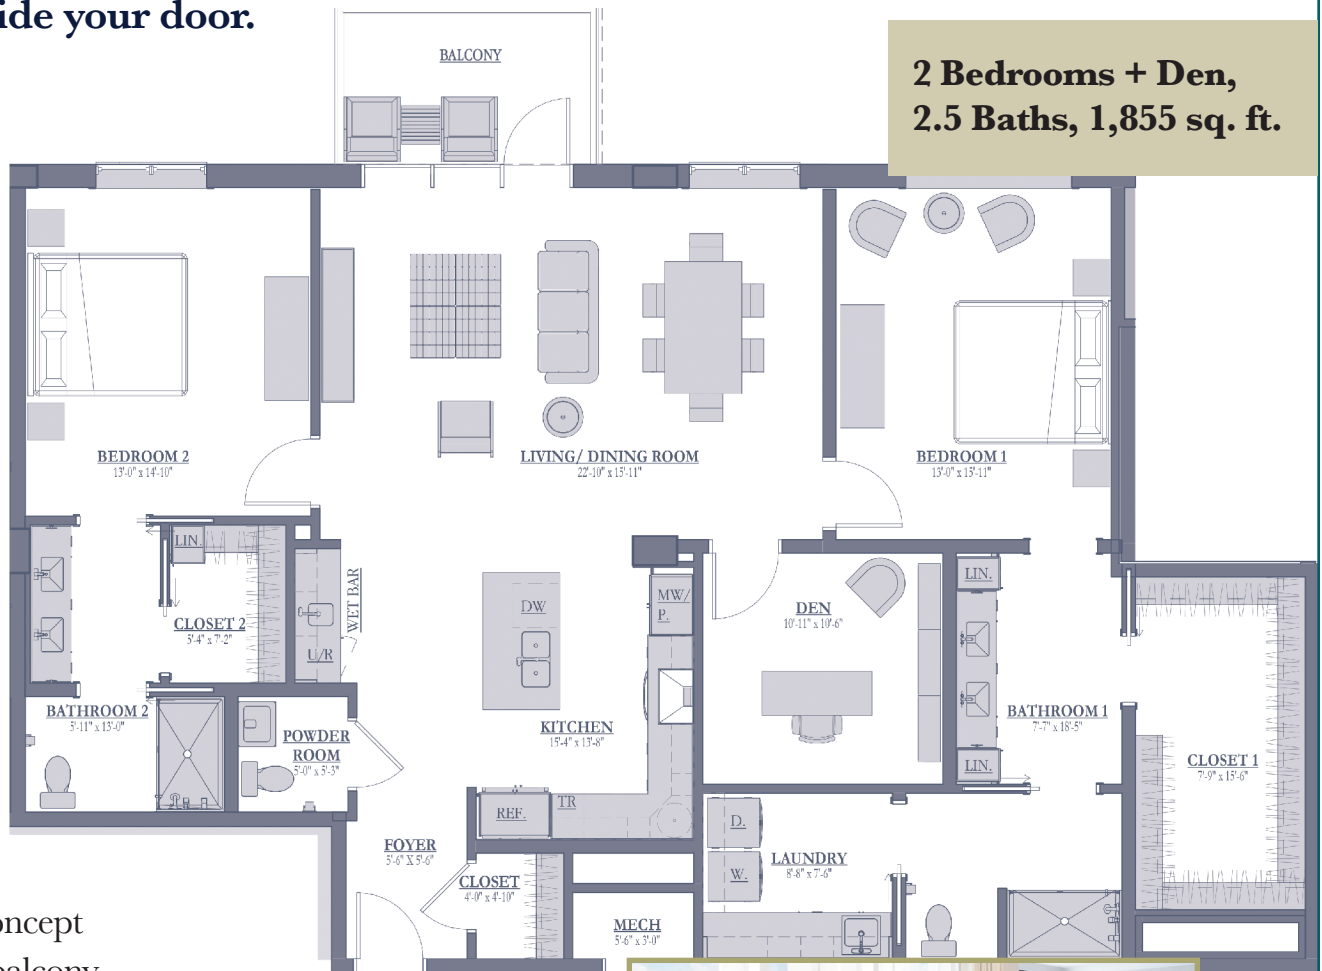 ide your door.
BALCONY
2 Bedrooms + Den,
2.5 Baths, 1,855 sq. ft.
BEDROOM 2
13'-0" x 14'-10"
LIVING/ DINING ROOM
22'-10" x 15'-11"
BEDROOM 1
13'-0" x 15'-11"
LIN.
CLOSET 2
5'-4" x 7'-2"
WET BAR
U/R
DW
MW/
P.
DEN
10'-11" x 10'-6"
LIN.
BATHROOM 2
5'-11" x 13'-0"
POWDER
ROOM
5'-0" x 5'-3"
KITCHEN
15'-4" x 13'-8"
BATHROOM 1
7'-7" x 18'-5"
LIN.
CLOSET 1
7'-9" x 15'-6"
REF.
TR
D.
W.
FOYER
5'-6" X 5'-6"
CLOSET
4'-0" x 4'-10"
LAUNDRY
8'-8" x 7'-6"
MECH
5'-6" x 3'-0"
oncept
balcony